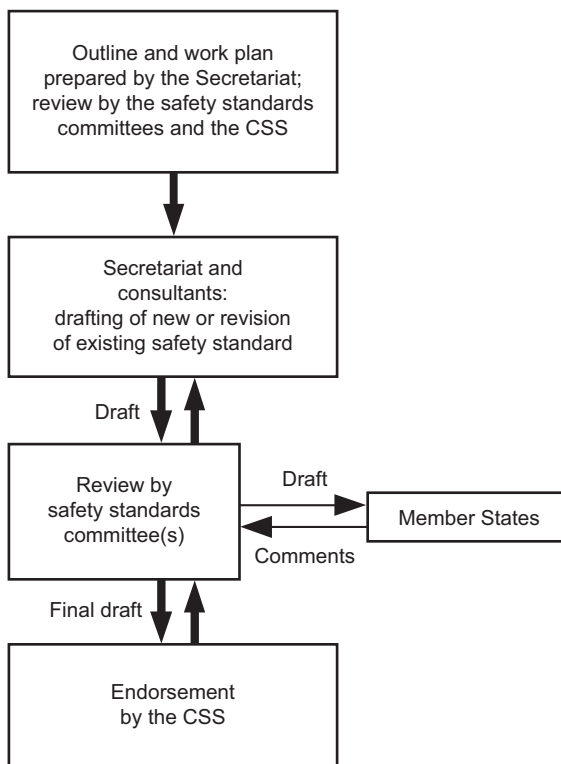 Outline and work plan
prepared by the Secretariat;
review by the safety standards
committees and the CSS
Secretariat and
consultants:
drafting of new or revision
of existing safety standard
Draft
Review by
safety standards
committee(s)
Draft
Member States
Comments
Final draft
Endorsement
by the CSS